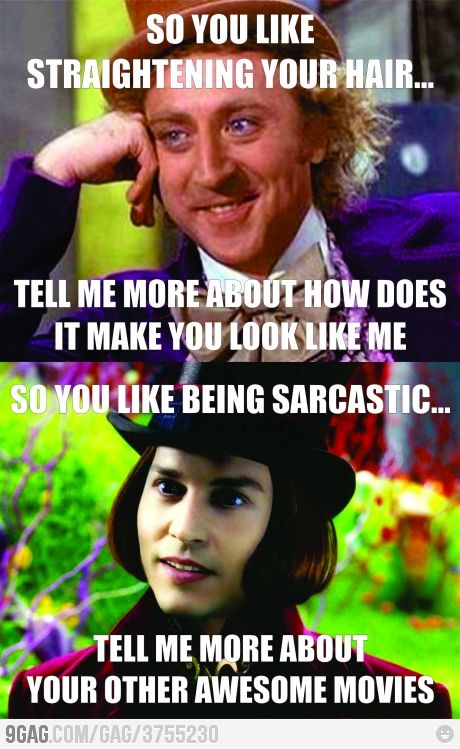 SO YOU LIKE
STRAIGHTENING YOUR HAIR...
TELL ME MORE ABOUT HOW DOES
IT MAKE YOU LOOK LIKE ME
SO YOU LIKE BEING SARCASTIC...
TELL ME MORE ABOUT
YOUR OTHER AWESOME MOVIES
9GAG.COM/GAG/3755230